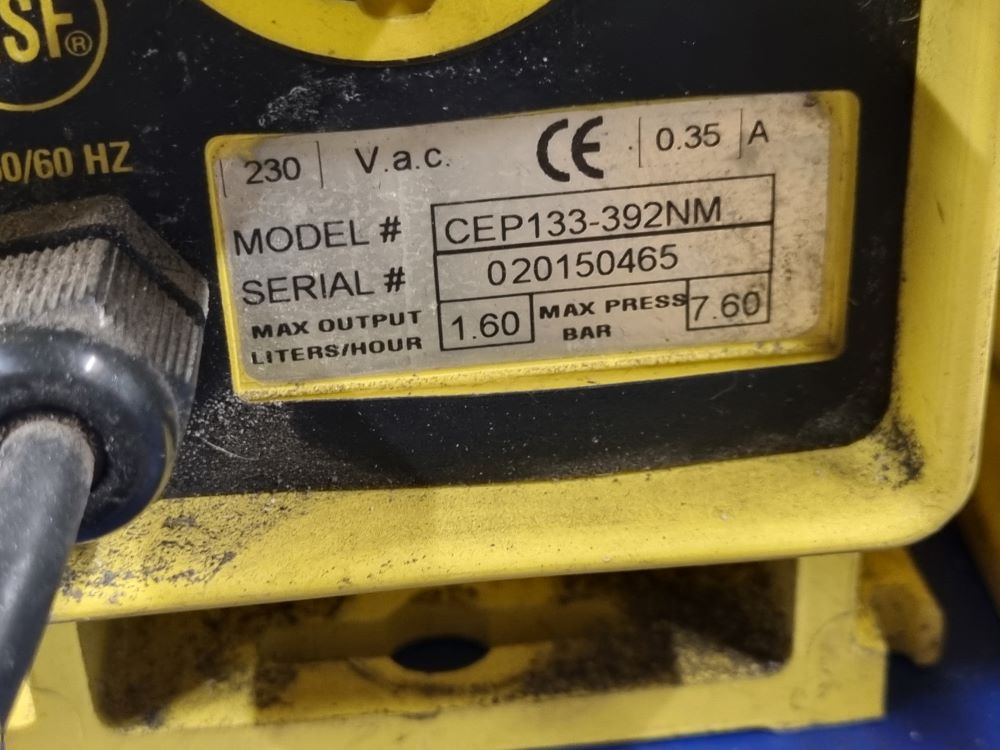 SF®
0/60 HZ
230 V.a.c. CE 0.35 A
MODEL # CEP133-392NM
SERIAL # 020150465
MAX OUTPUT
LITERS/HOUR 1.60 MAX PRESS
BAR 7.60